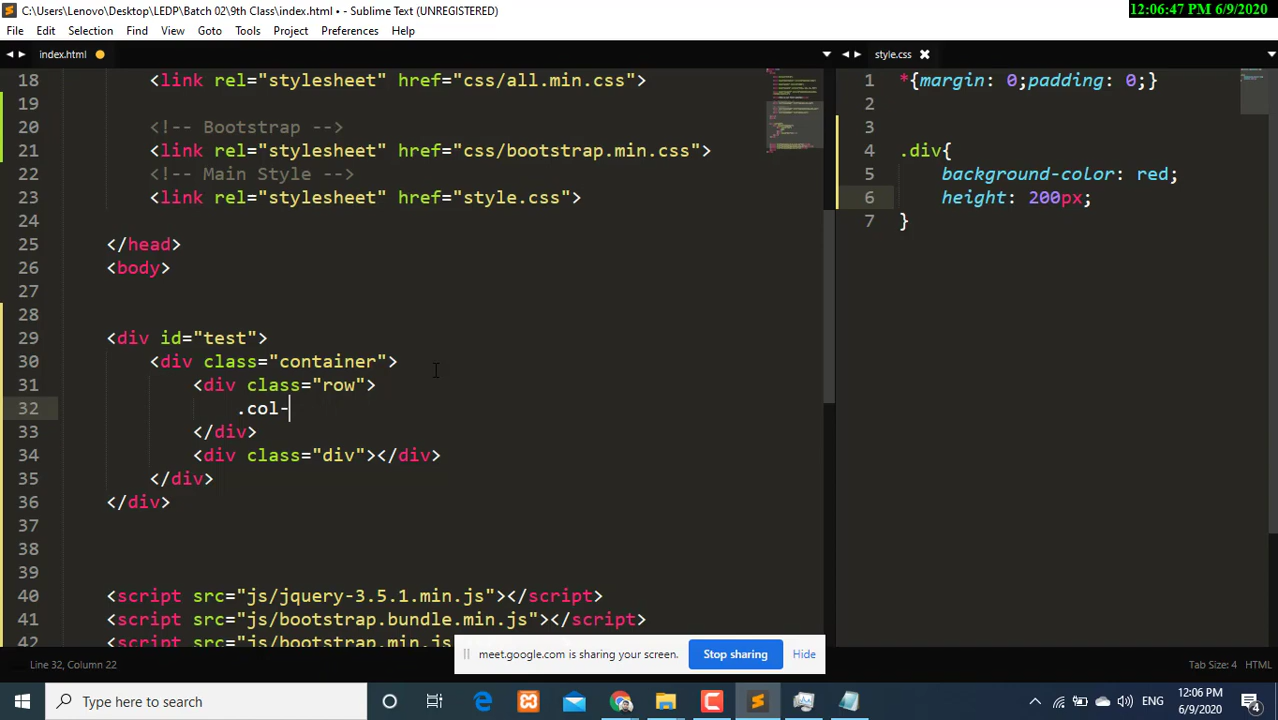 C:\Users\Lenovo\Desktop\LEDP\Batch 02\9th Class\index.html • - Sublime Text (UNREGISTERED)
12:06:47 PM 6/9/2020
File Edit Selection Find View Goto Tools Project Preferences Help
index.html
style.css
18 <link rel="stylesheet" href="css/all.min.css">
19
20 <!-- Bootstrap -->
21 <link rel="stylesheet" href="css/bootstrap.min.css">
22 <!-- Main Style -->
23 <link rel="stylesheet" href="style.css">
24
25 </head>
26 <body>
27
28
29 <div id="test">
30 <div class="container">
31 <div class="row">
32 .col-
33 </div>
34 <div class="div"></div>
35 </div>
36 </div>
37
38
39
40 <script src="js/jquery-3.5.1.min.js"></script>
41 <script src="js/bootstrap.bundle.min.js"></script>
42 <script src="js/bootstrap.min.js
1 *{margin: 0;padding: 0;}
2
3
4 .div{
5 background-color: red;
6 height: 200px;
7 }
meet.google.com is sharing your screen. Stop sharing Hide
Line 32, Column 22
Tab Size: 4 HTML
Type here to search
ENG
12:06 PM
6/9/2020
4